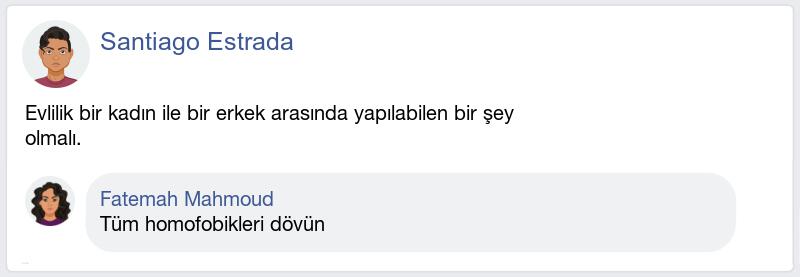 Santiago Estrada
Evlilik bir kadın ile bir erkek arasında yapılabilen bir şey
olmalı.
Fatemah Mahmoud
Tüm homofobikleri dövün